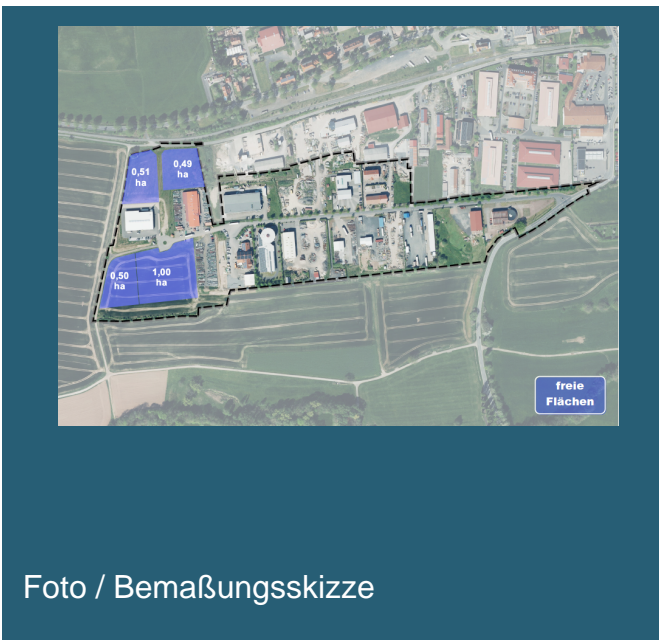 0,51
ha
0,49
ha
0,50
ha
1,00
ha
freie
Flächen
Foto / Bemaßungsskizze